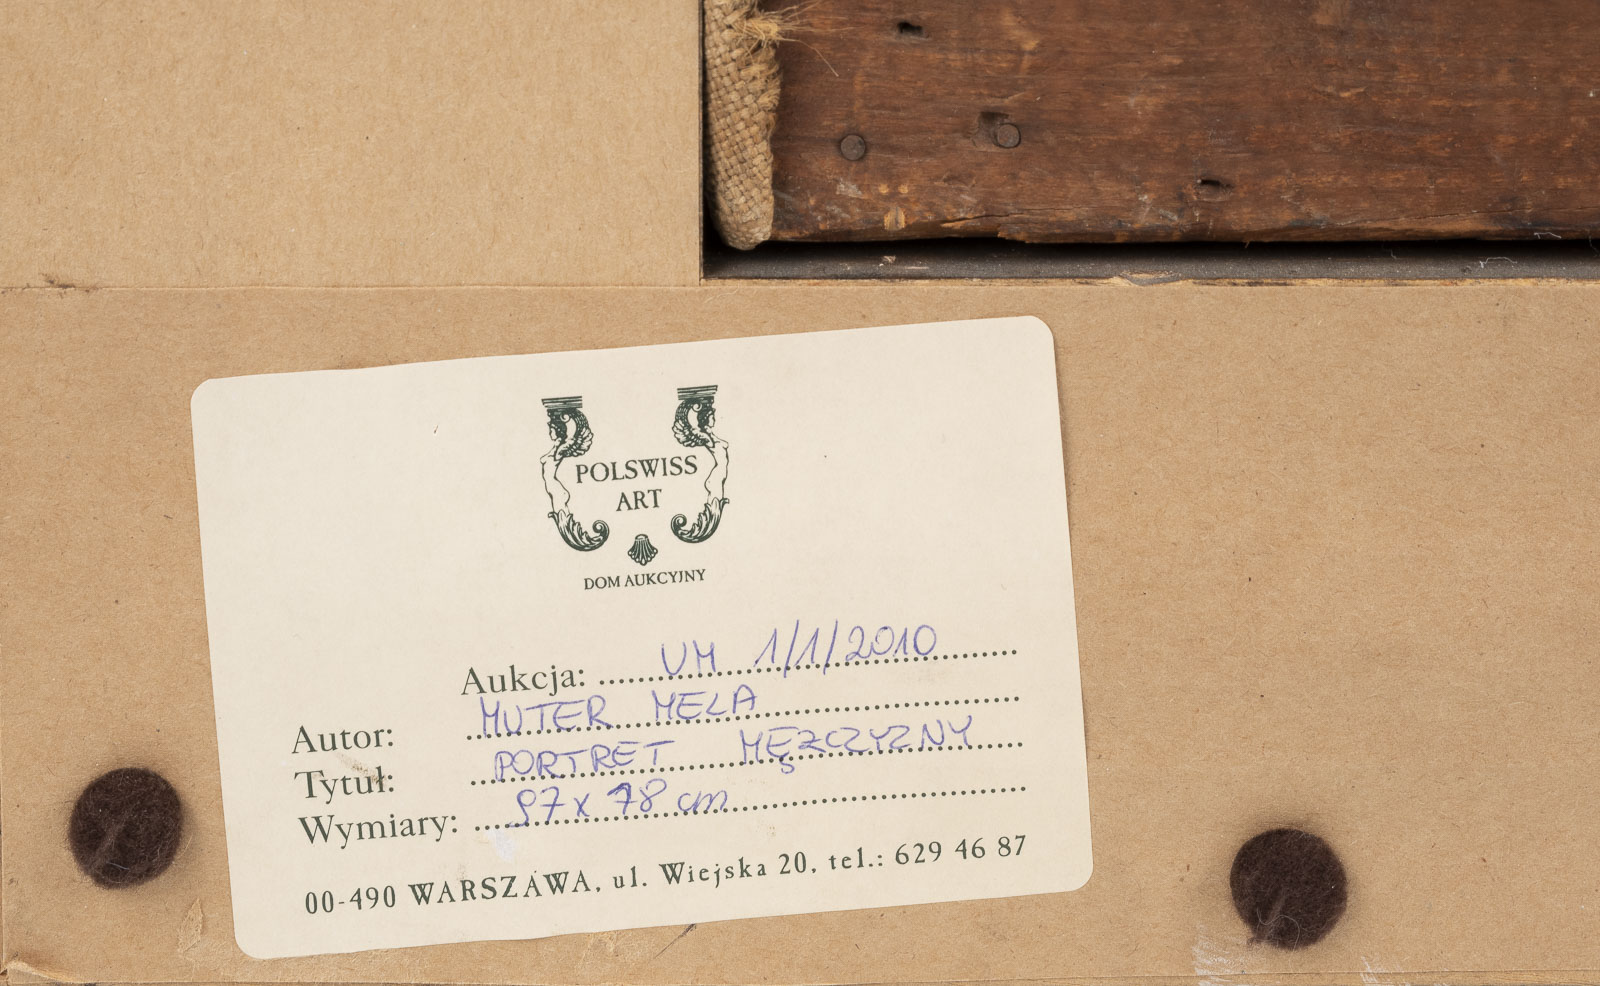 POLSWISS
ART
DOM AUKCYJNY
Aukcja: UM 1/1/2010
Autor: MUTER MELA
Tytuł: PORTRET MĘŻCZYZNY
Wymiary: 97 x 78 cm
00-490 WARSZAWA, ul. Wiejska 20, tel.: 629 46 87